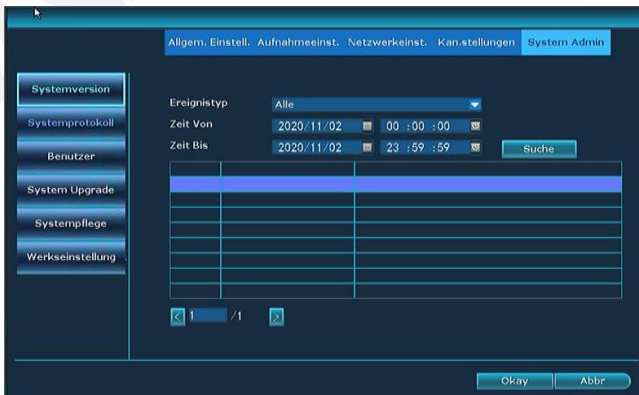 Allgem. Einstell. Aufnahmeeinst. Netzwerkeinst. Kan.stellungen System Admin
Systemversion
Systemprotokoll
Benutzer
System Upgrade
Systempflege
Werkseinstellung
Ereignistyp Alle
Zeit Von 2020/11/02 00 :00 :00
Zeit Bis 2020/11/02 23 :59 :59 Suche
< 1 /1 >
Okay Abbr